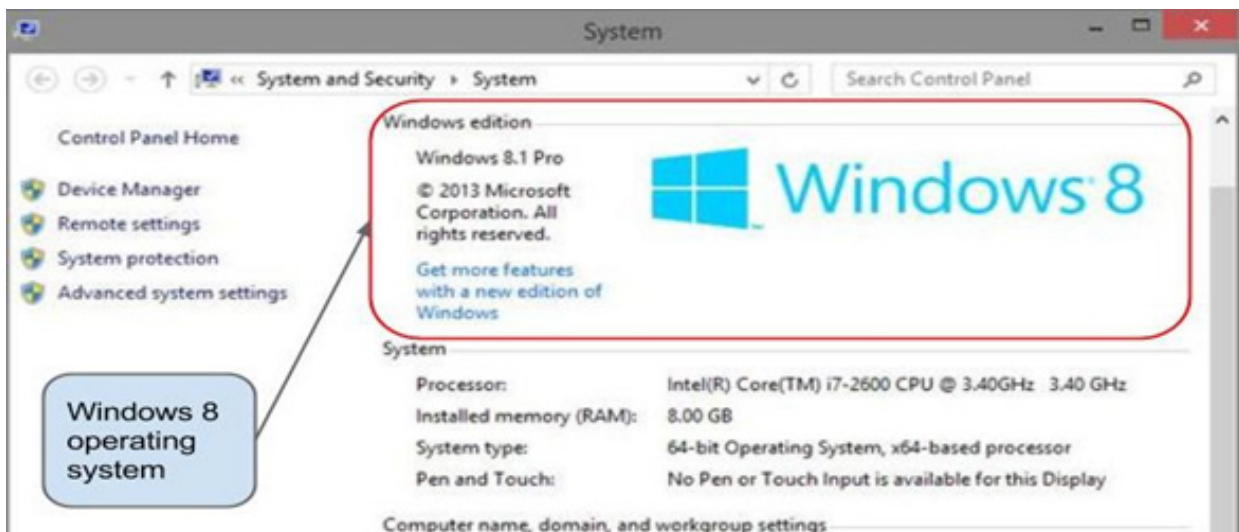 System
« System and Security › System
Search Control Panel
Control Panel Home
Device Manager
Remote settings
System protection
Advanced system settings
Windows edition
Windows 8.1 Pro
© 2013 Microsoft
Corporation. All
rights reserved.
Get more features
with a new edition of
Windows
Windows® 8
System
Processor: Intel(R) Core(TM) i7-2600 CPU @ 3.40GHz 3.40 GHz
Installed memory (RAM): 8.00 GB
System type: 64-bit Operating System, x64-based processor
Pen and Touch: No Pen or Touch Input is available for this Display
Computer name, domain, and workgroup settings
Windows 8
operating
system